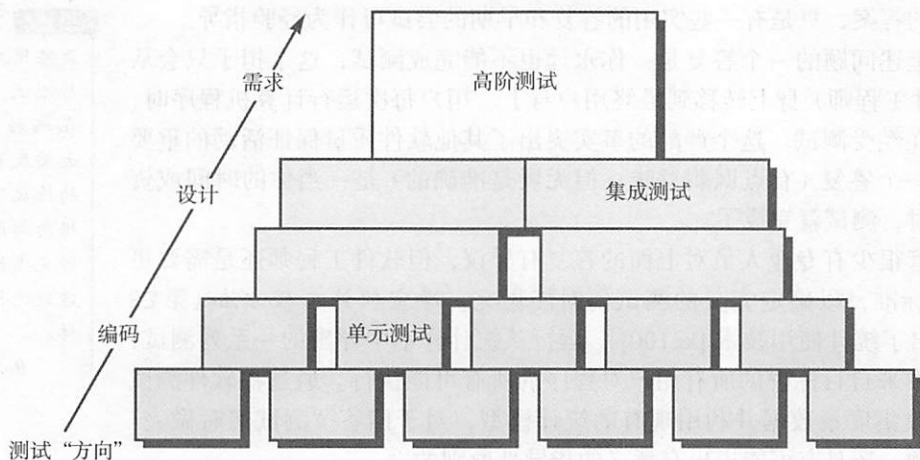 需求
高阶测试
设计
集成测试
编码
单元测试
测试“方向”